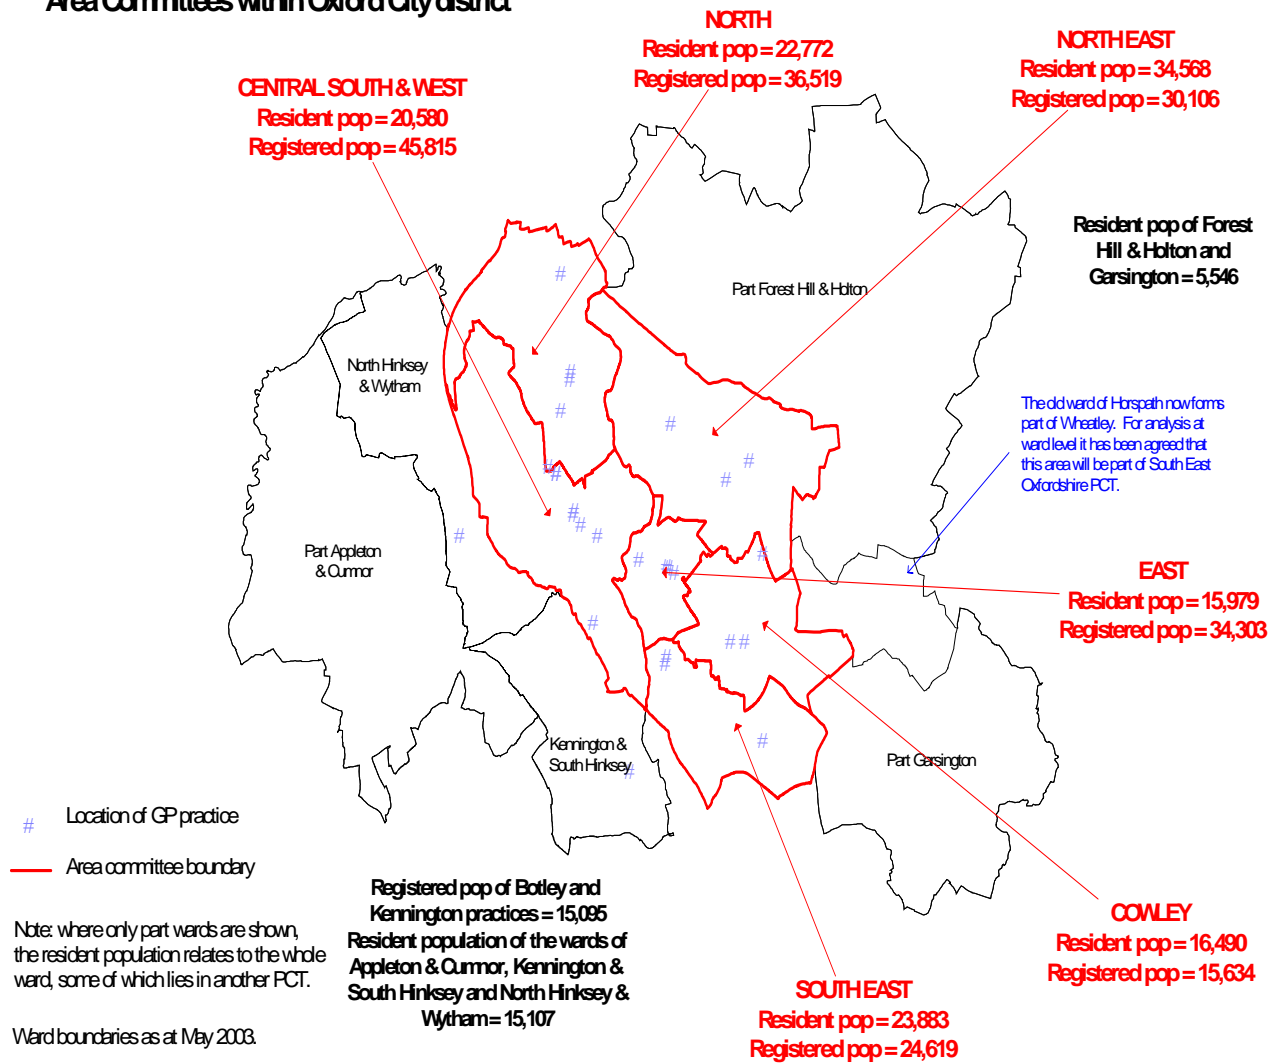 Area Committees within Oxford City district
NORTH
Resident pop = 22,772
Registered pop = 36,519
NORTH EAST
Resident pop = 34,568
Registered pop = 30,106
CENTRAL SOUTH & WEST
Resident pop = 20,580
Registered pop = 45,815
Resident pop of Forest
Hill & Holton and
Garsington = 5,546
Part Forest Hill & Holton
North Hinksey
& Wytham
The old ward of Horspath now forms
part of Wheatley. For analysis at
ward level it has been agreed that
this area will be part of South East
Oxfordshire PCT.
Part Appleton
& Cumnor
EAST
Resident pop = 15,979
Registered pop = 34,303
Kennington &
South Hinksey
Part Garsington
# Location of GP practice
Area committee boundary
Note: where only part wards are shown,
the resident population relates to the whole
ward, some of which lies in another PCT.
Ward boundaries as at May 2003.
Registered pop of Botley and
Kennington practices = 15,095
Resident population of the wards of
Appleton & Cumnor, Kennington &
South Hinksey and North Hinksey &
Wytham = 15,107
COWLEY
Resident pop = 16,490
Registered pop = 15,634
SOUTH EAST
Resident pop = 23,883
Registered pop = 24,619